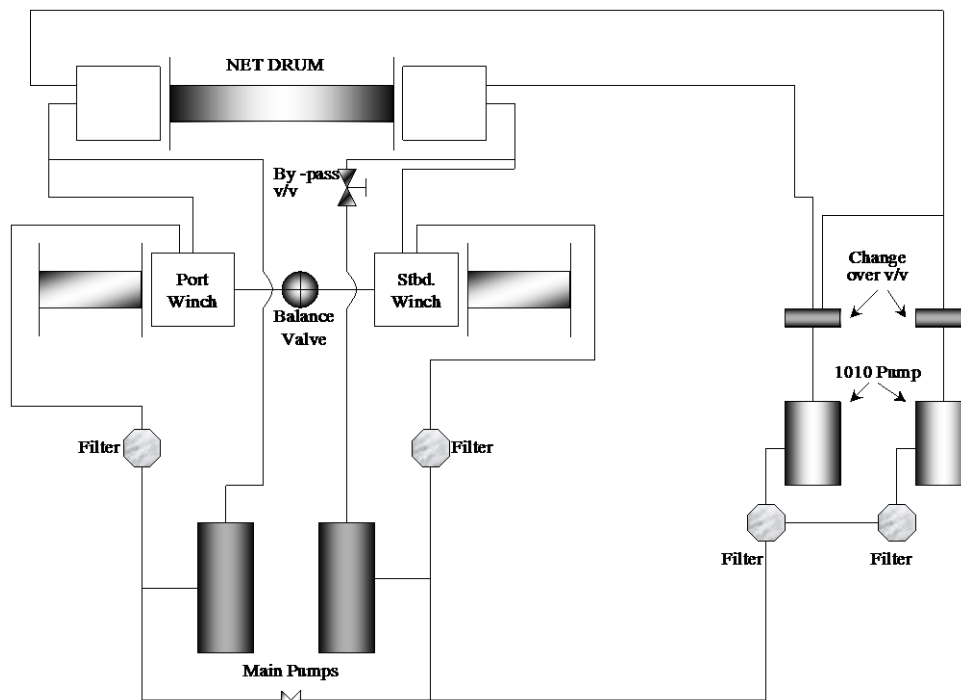 NET DRUM
By -pass
v/v
Port
Winch
Stbd.
Winch
Balance
Valve
Change
over v/v
1010 Pump
Filter
Filter
Filter
Filter
Main Pumps